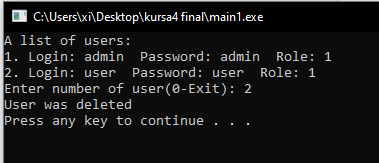 C:\Users\xi\Desktop\kursa4 final\main1.exe
A list of users:
1. Login: admin  Password: admin  Role: 1
2. Login: user  Password: user  Role: 1
Enter number of user(0-Exit): 2
User was deleted
Press any key to continue . . .